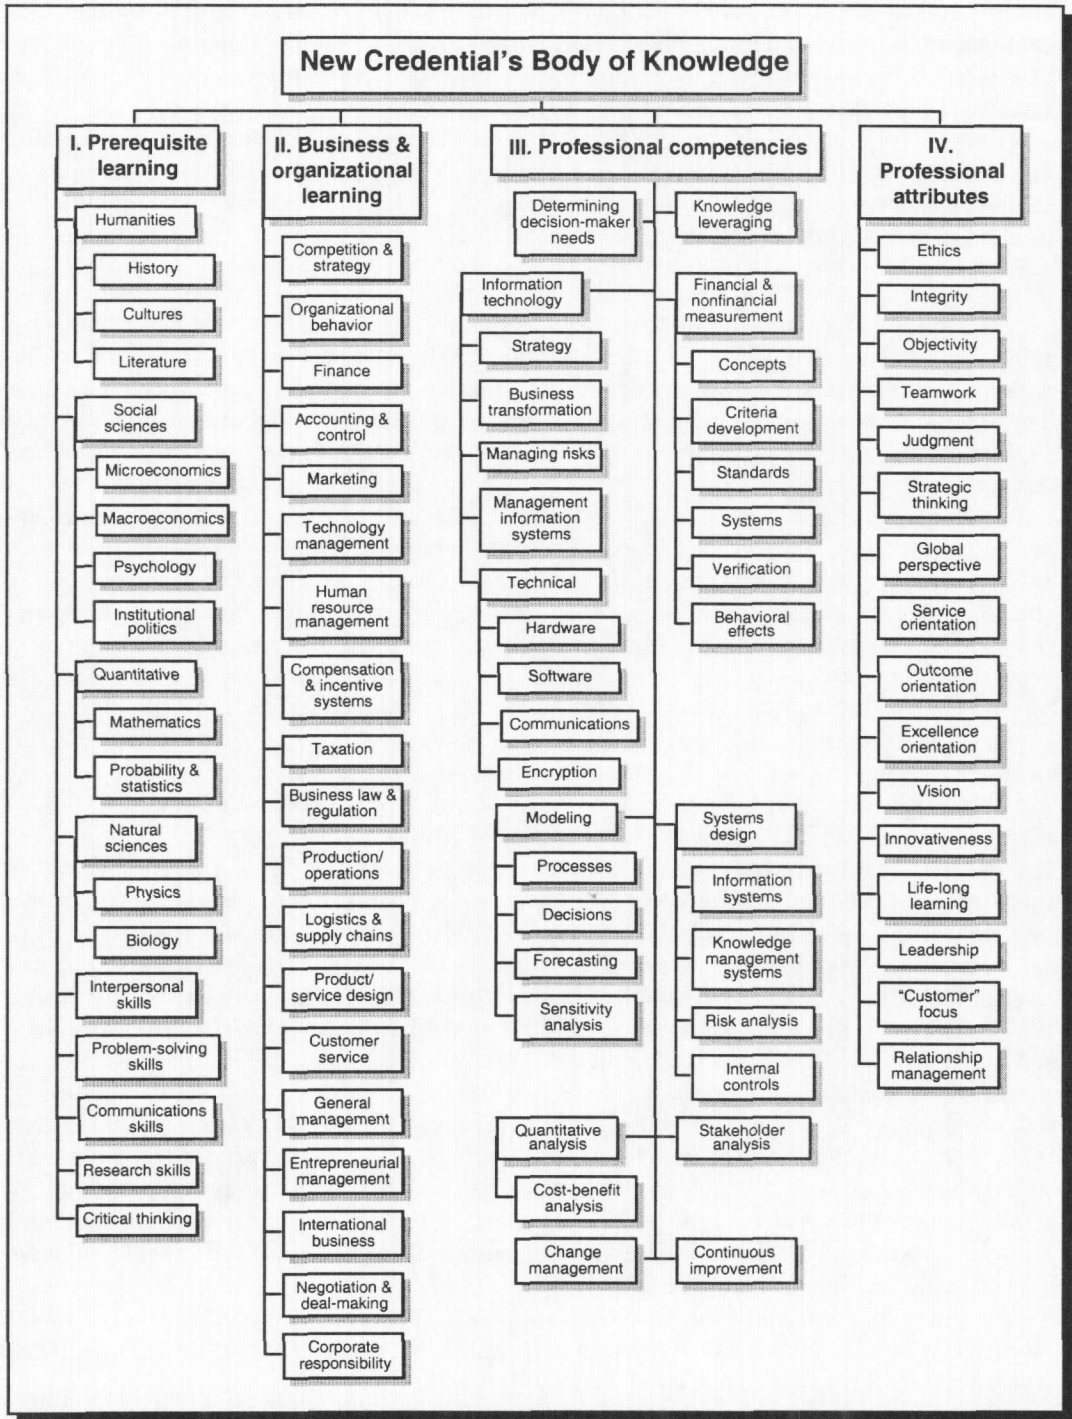 New Credential's Body of Knowledge
I. Prerequisite
learning
Humanities
History
Cultures
Literature
Social
sciences
Microeconomics
Macroeconomics
Psychology
Institutional
politics
Quantitative
Mathematics
Probability &
statistics
Natural
sciences
Physics
Biology
Interpersonal
skills
Problem-solving
skills
Communications
skills
Research skills
Critical thinking
II. Business &
organizational
learning
Competition &
strategy
Organizational
behavior
Finance
Accounting &
control
Marketing
Technology
management
Human
resource
management
Compensation
& incentive
systems
Taxation
Business law &
regulation
Production/
operations
Logistics &
supply chains
Product/
service design
Customer
service
General
management
Entrepreneurial
management
International
business
Negotiation &
deal-making
Corporate
responsibility
III. Professional competencies
Determining
decision-maker
needs
Knowledge
leveraging
Information
technology
Strategy
Business
transformation
Managing risks
Management
information
systems
Technical
Hardware
Software
Communications
Encryption
Financial &
nonfinancial
measurement
Concepts
Criteria
development
Standards
Systems
Verification
Behavioral
effects
Modeling
Processes
Decisions
Forecasting
Sensitivity
analysis
Systems
design
Information
systems
Knowledge
management
systems
Risk analysis
Internal
controls
Quantitative
analysis
Cost-benefit
analysis
Stakeholder
analysis
Change
management
Continuous
improvement
IV.
Professional
attributes
Ethics
Integrity
Objectivity
Teamwork
Judgment
Strategic
thinking
Global
perspective
Service
orientation
Outcome
orientation
Excellence
orientation
Vision
Innovativeness
Life-long
learning
Leadership
"Customer"
focus
Relationship
management